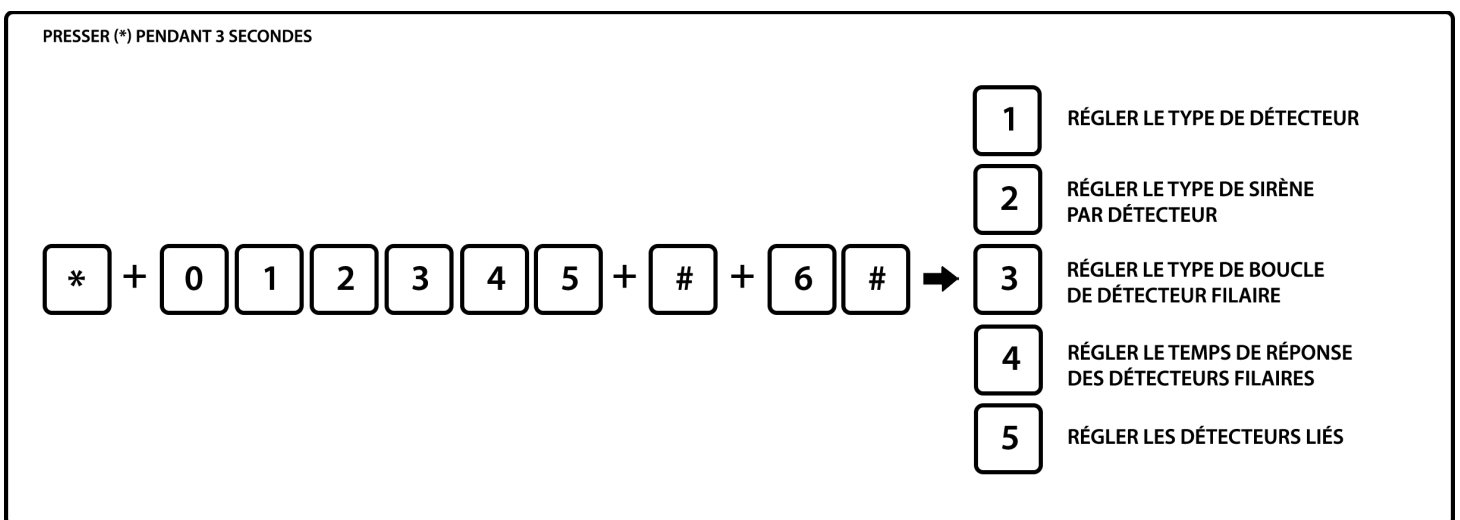 PRESSER (*) PENDANT 3 SECONDES
* + 0 1 2 3 4 5 + # + 6 #
1 RÉGLER LE TYPE DE DÉTECTEUR
2 RÉGLER LE TYPE DE SIRÈNE
PAR DÉTECTEUR
3 RÉGLER LE TYPE DE BOUCLE
DE DÉTECTEUR FILAIRE
4 RÉGLER LE TEMPS DE RÉPONSE
DES DÉTECTEURS FILAIRES
5 RÉGLER LES DÉTECTEURS LIÉS